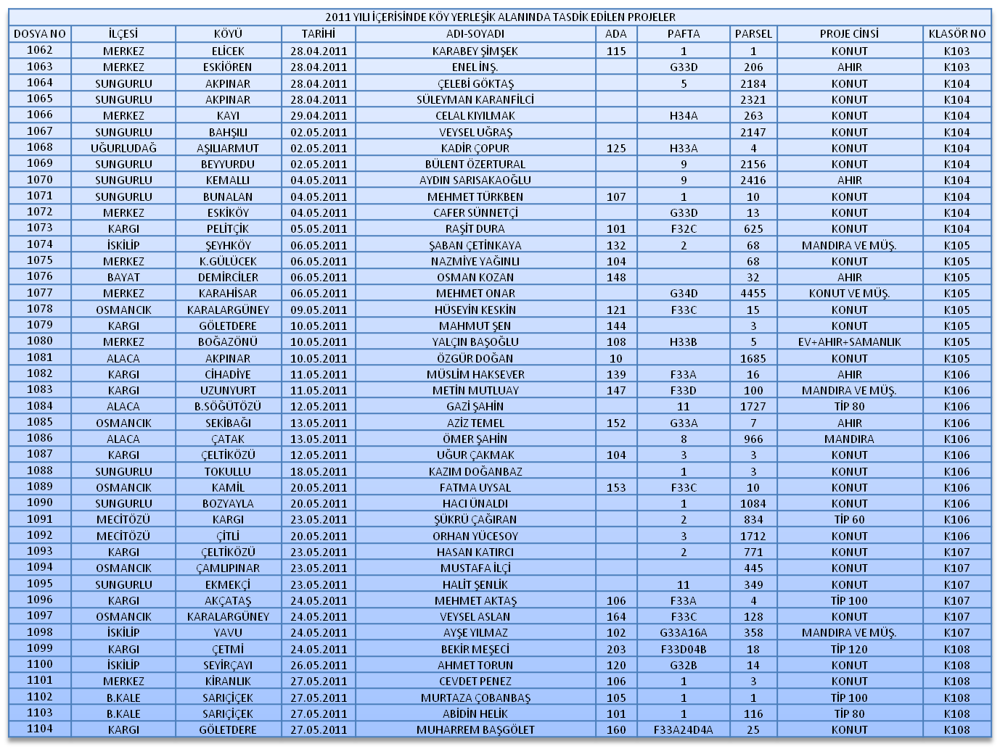 2011 YILI İÇERİSİNDE KÖY YERLEŞİK ALANINDA TASDİK EDİLEN PROJELER
DOSYA NO İLÇESİ KÖYÜ TARİHİ ADI-SOYADI ADA PAFTA PARSEL PROJE CİNSİ KLASÖR NO
1062 MERKEZ ELİCEK 28.04.2011 KARABEY ŞİMŞEK 115 1 1 KONUT K103
1063 MERKEZ ESKİÖREN 28.04.2011 ENEL İNŞ. G33D 206 AHIR K103
1064 SUNGURLU AKPINAR 28.04.2011 ÇELEBİ GÖKTAŞ 5 2184 KONUT K104
1065 SUNGURLU AKPINAR 28.04.2011 SÜLEYMAN KARANFİLCİ 2321 KONUT K104
1066 MERKEZ KAYI 29.04.2011 CELAL KIYILMAK H34A 263 KONUT K104
1067 SUNGURLU BAHŞILI 02.05.2011 VEYSEL UĞRAŞ 2147 KONUT K104
1068 UĞURLUDAĞ AŞILIARMUT 02.05.2011 KADİR ÇOPUR 125 H33A 4 KONUT K104
1069 SUNGURLU BEYYURDU 02.05.2011 BÜLENT ÖZERTURAL 9 2156 KONUT K104
1070 SUNGURLU KEMALLI 04.05.2011 AYDIN SARISAKAOĞLU 9 2416 AHIR K104
1071 SUNGURLU BUNALAN 04.05.2011 MEHMET TÜRKBEN 107 1 10 KONUT K104
1072 MERKEZ ESKİKÖY 04.05.2011 CAFER SÜNNETÇİ G33D 13 KONUT K104
1073 KARGI PELİTÇİK 05.05.2011 RAŞİT DURA 101 F32C 625 KONUT K104
1074 İSKİLİP ŞEYHKÖY 06.05.2011 ŞABAN ÇETİNKAYA 132 2 68 MANDIRA VE MÜŞ. K105
1075 MERKEZ K.GÜLÜCEK 06.05.2011 NAZMİYE YAĞINLI 104 68 KONUT K105
1076 BAYAT DEMİRCİLER 06.05.2011 OSMAN KOZAN 148 32 AHIR K105
1077 MERKEZ KARAHİSAR 06.05.2011 MEHMET ONAR G34D 4455 KONUT VE MÜŞ. K105
1078 OSMANCIK KARALARGÜNEY 09.05.2011 HÜSEYİN KESKİN 121 F33C 15 KONUT K105
1079 KARGI GÖLETDERE 10.05.2011 MAHMUT ŞEN 144 3 KONUT K105
1080 MERKEZ BOĞAZÖNÜ 10.05.2011 YALÇIN BAŞOĞLU 108 H33B 5 EV+AHIR+SAMANLIK K105
1081 ALACA AKPINAR 10.05.2011 ÖZGÜR DOĞAN 10 1685 KONUT K105
1082 KARGI CİHADİYE 11.05.2011 MÜSLİM HAKSEVER 139 F33A 16 AHIR K106
1083 KARGI UZUNYURT 11.05.2011 METİN MUTLUAY 147 F33D 100 MANDIRA VE MÜŞ. K106
1084 ALACA B.SÖĞÜTÖZÜ 12.05.2011 GAZİ ŞAHİN 11 1727 TİP 80 K106
1085 OSMANCIK SEKİBAĞI 13.05.2011 AZİZ TEMEL 152 G33A 7 AHIR K106
1086 ALACA ÇATAK 13.05.2011 ÖMER ŞAHİN 8 966 MANDIRA K106
1087 KARGI ÇELTİKÖZÜ 12.05.2011 UĞUR ÇAKMAK 104 3 3 KONUT K106
1088 SUNGURLU TOKULLU 18.05.2011 KAZIM DOĞANBAZ 1 3 KONUT K106
1089 OSMANCIK KAMİL 20.05.2011 FATMA UYSAL 153 F33C 10 KONUT K106
1090 SUNGURLU BOZYAYLA 20.05.2011 HACI ÜNALDI 1 1084 KONUT K106
1091 MECİTÖZÜ KARGI 23.05.2011 ŞÜKRÜ ÇAĞIRAN 2 834 TİP 60 K106
1092 MECİTÖZÜ ÇİTLİ 20.05.2011 ORHAN YÜCESOY 3 1712 KONUT K106
1093 KARGI ÇELTİKÖZÜ 23.05.2011 HASAN KATIRCI 2 771 KONUT K107
1094 OSMANCIK ÇAMLIPINAR 23.05.2011 MUSTAFA İLÇİ 445 KONUT K107
1095 SUNGURLU EKMEKÇİ 23.05.2011 HALİT ŞENLİK 11 349 KONUT K107
1096 KARGI AKÇATAŞ 24.05.2011 MEHMET AKTAŞ 106 F33A 4 TİP 100 K107
1097 OSMANCIK KARALARGÜNEY 24.05.2011 VEYSEL ASLAN 164 F33C 128 KONUT K107
1098 İSKİLİP YAVU 24.05.2011 AYŞE YILMAZ 102 G33A16A 358 MANDIRA VE MÜŞ. K107
1099 KARGI ÇETMİ 24.05.2011 BEKİR MEŞECİ 203 F33D04B 18 TİP 120 K108
1100 İSKİLİP SEYİRÇAYI 26.05.2011 AHMET TORUN 120 G32B 14 KONUT K108
1101 MERKEZ KİRANLIK 27.05.2011 CEVDET PENEZ 106 1 3 KONUT K108
1102 B.KALE SARIÇİÇEK 27.05.2011 MURTAZA ÇOBANBAŞ 105 1 1 TİP 100 K108
1103 B.KALE SARIÇİÇEK 27.05.2011 ABİDİN HELİK 101 1 116 TİP 80 K108
1104 KARGI GÖLETDERE 27.05.2011 MUHARREM BAŞGÖLET 160 F33A24D4A 25 KONUT K108